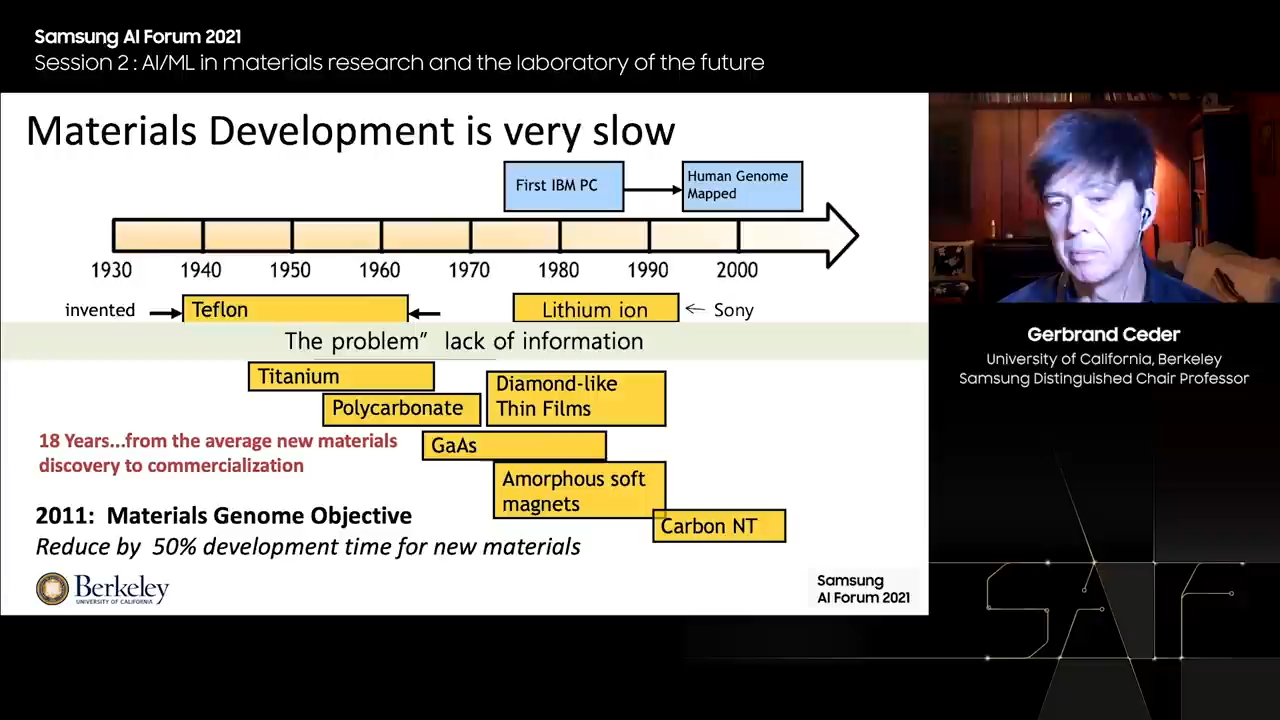 Samsung AI Forum 2021
Session 2 : AI/ML in materials research and the laboratory of the future
Materials Development is very slow
First IBM PC
Human Genome
Mapped
1930 1940 1950 1960 1970 1980 1990 2000
invented Teflon Lithium ion ← Sony
The problem” lack of information
Titanium
Diamond-like
Thin Films
Polycarbonate
18 Years...from the average new materials
discovery to commercialization
GaAs
Amorphous soft
magnets
2011: Materials Genome Objective
Carbon NT
Reduce by 50% development time for new materials
Berkeley
UNIVERSITY OF CALIFORNIA
Samsung
AI Forum 2021
Gerbrand Ceder
University of California, Berkeley
Samsung Distinguished Chair Professor
SAF